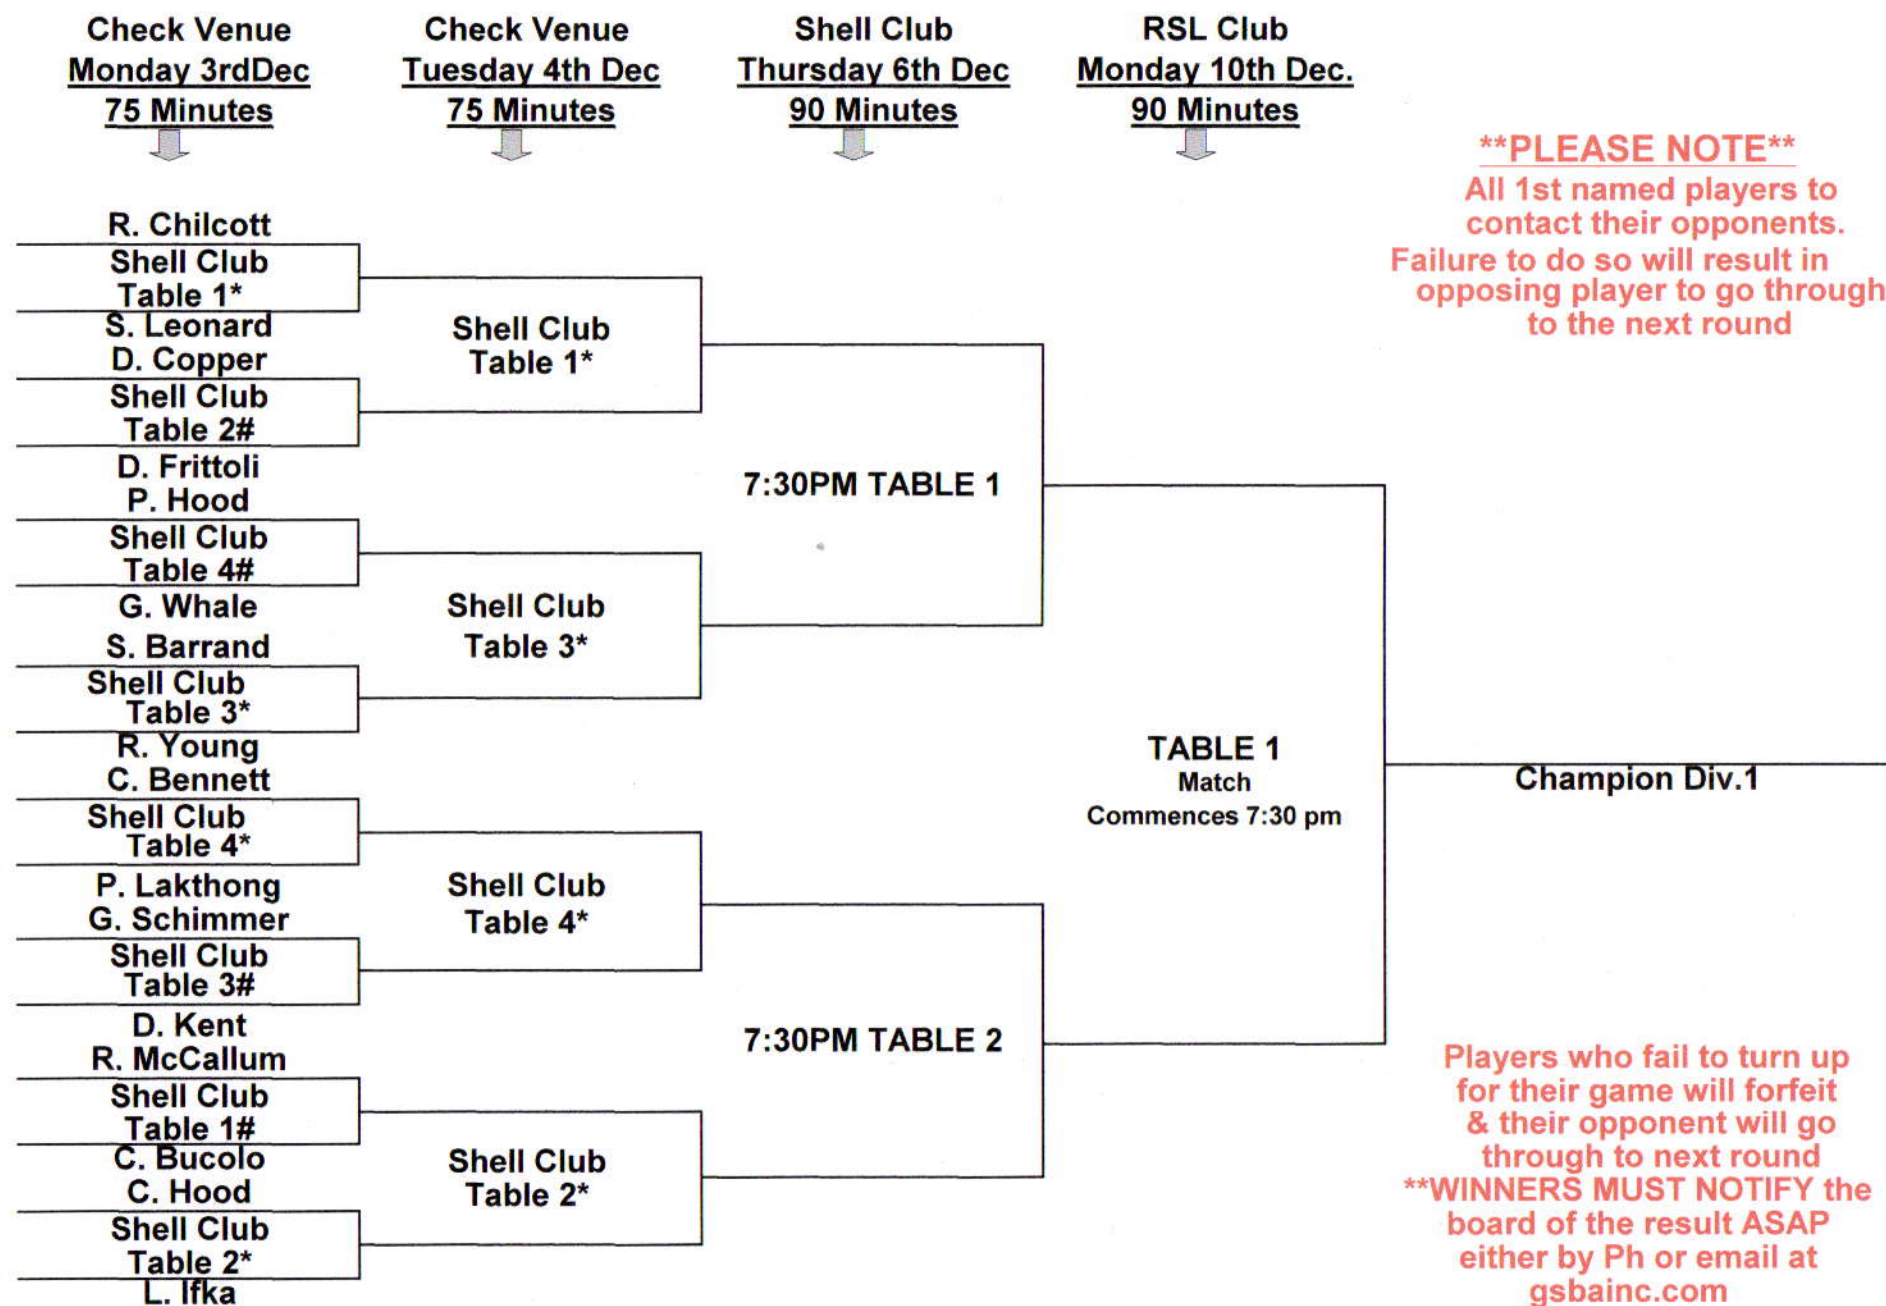 Check Venue
Monday 3rdDec
75 Minutes
Check Venue
Tuesday 4th Dec
75 Minutes
Shell Club
Thursday 6th Dec
90 Minutes
RSL Club
Monday 10th Dec.
90 Minutes
**PLEASE NOTE**
All 1st named players to
contact their opponents.
Failure to do so will result in
opposing player to go through
to the next round
R. Chilcott
Shell Club
Table 1*
S. Leonard
D. Copper
Shell Club
Table 2#
D. Frittoli
P. Hood
Shell Club
Table 4#
G. Whale
S. Barrand
Shell Club
Table 3*
R. Young
C. Bennett
Shell Club
Table 4*
P. Lakthong
G. Schimmer
Shell Club
Table 3#
D. Kent
R. McCallum
Shell Club
Table 1#
C. Bucolo
C. Hood
Shell Club
Table 2*
L. Ifka
Shell Club
Table 1*
Shell Club
Table 3*
Shell Club
Table 4*
Shell Club
Table 2*
7:30PM TABLE 1
7:30PM TABLE 2
TABLE 1
Match
Commences 7:30 pm
Champion Div.1
Players who fail to turn up
for their game will forfeit
& their opponent will go
through to next round
**WINNERS MUST NOTIFY the
board of the result ASAP
either by Ph or email at
gsbainc.com